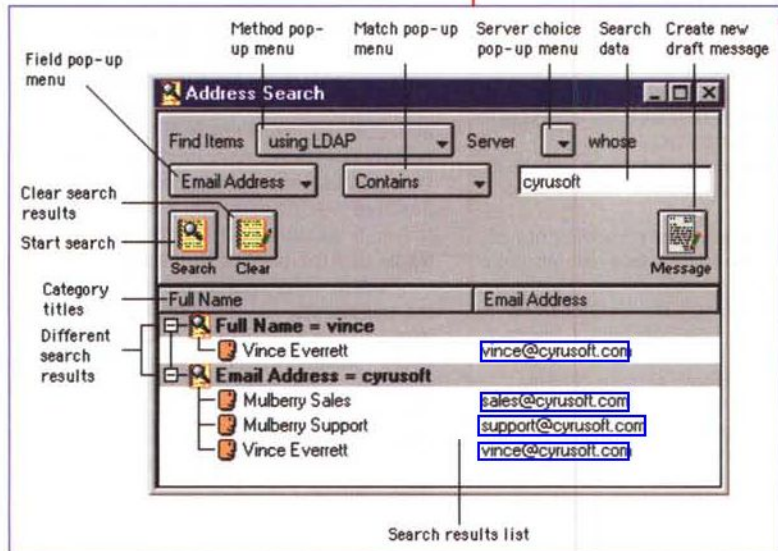 Method pop-
up menu
Match pop-up
menu
Server choice
pop-up menu
Search
data
Create new
draft message
Field pop-up
menu
Address Search
Find Items using LDAP Server whose
Email Address Contains cyrusoft
Clear search
results
Start search
Search Clear Message
Category
titles
Full Name Email Address
Different
search
results
Full Name = vince
Vince Everrett vince@cyrusoft.com
Email Address = cyrusoft
Mulberry Sales sales@cyrusoft.com
Mulberry Support support@cyrusoft.com
Vince Everrett vince@cyrusoft.com
Search results list